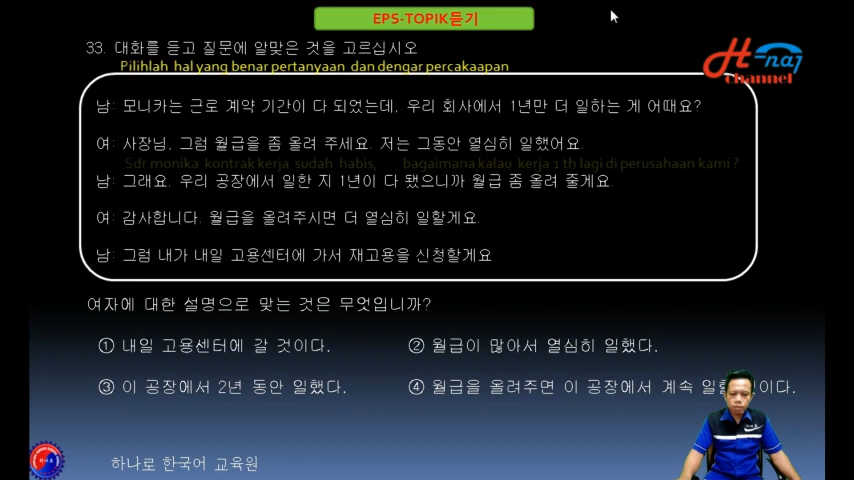 EPS-TOPIK듣기
33. 대화를 듣고 질문에 알맞은 것을 고르십시오
Pilihlah hal yang benar pertanyaan dan dengar percakaapan
H-naj
channel
남: 모니카는 근로 계약 기간이 다 되었는데, 우리 회사에서 1년만 더 일하는 게 어때요?
여: 사장님, 그럼 월급을 좀 올려 주세요. 저는 그동안 열심히 일했어요.
Sdr monika kontrak kerja sudah habis, bagaimana kalau kerja 1 th lagi di perusahaan kami ?
남: 그래요. 우리 공장에서 일한 지 1년이 다 됐으니까 월급 좀 올려 줄게요.
여: 감사합니다. 월급을 올려주시면 더 열심히 일할게요.
남: 그럼 내가 내일 고용센터에 가서 재고용을 신청할게요
여자에 대한 설명으로 맞는 것은 무엇입니까?
① 내일 고용센터에 갈 것이다. ② 월급이 많아서 열심히 일했다.
③ 이 공장에서 2년 동안 일했다. ④ 월급을 올려주면 이 공장에서 계속 이다.
하나로 한국어 교육원